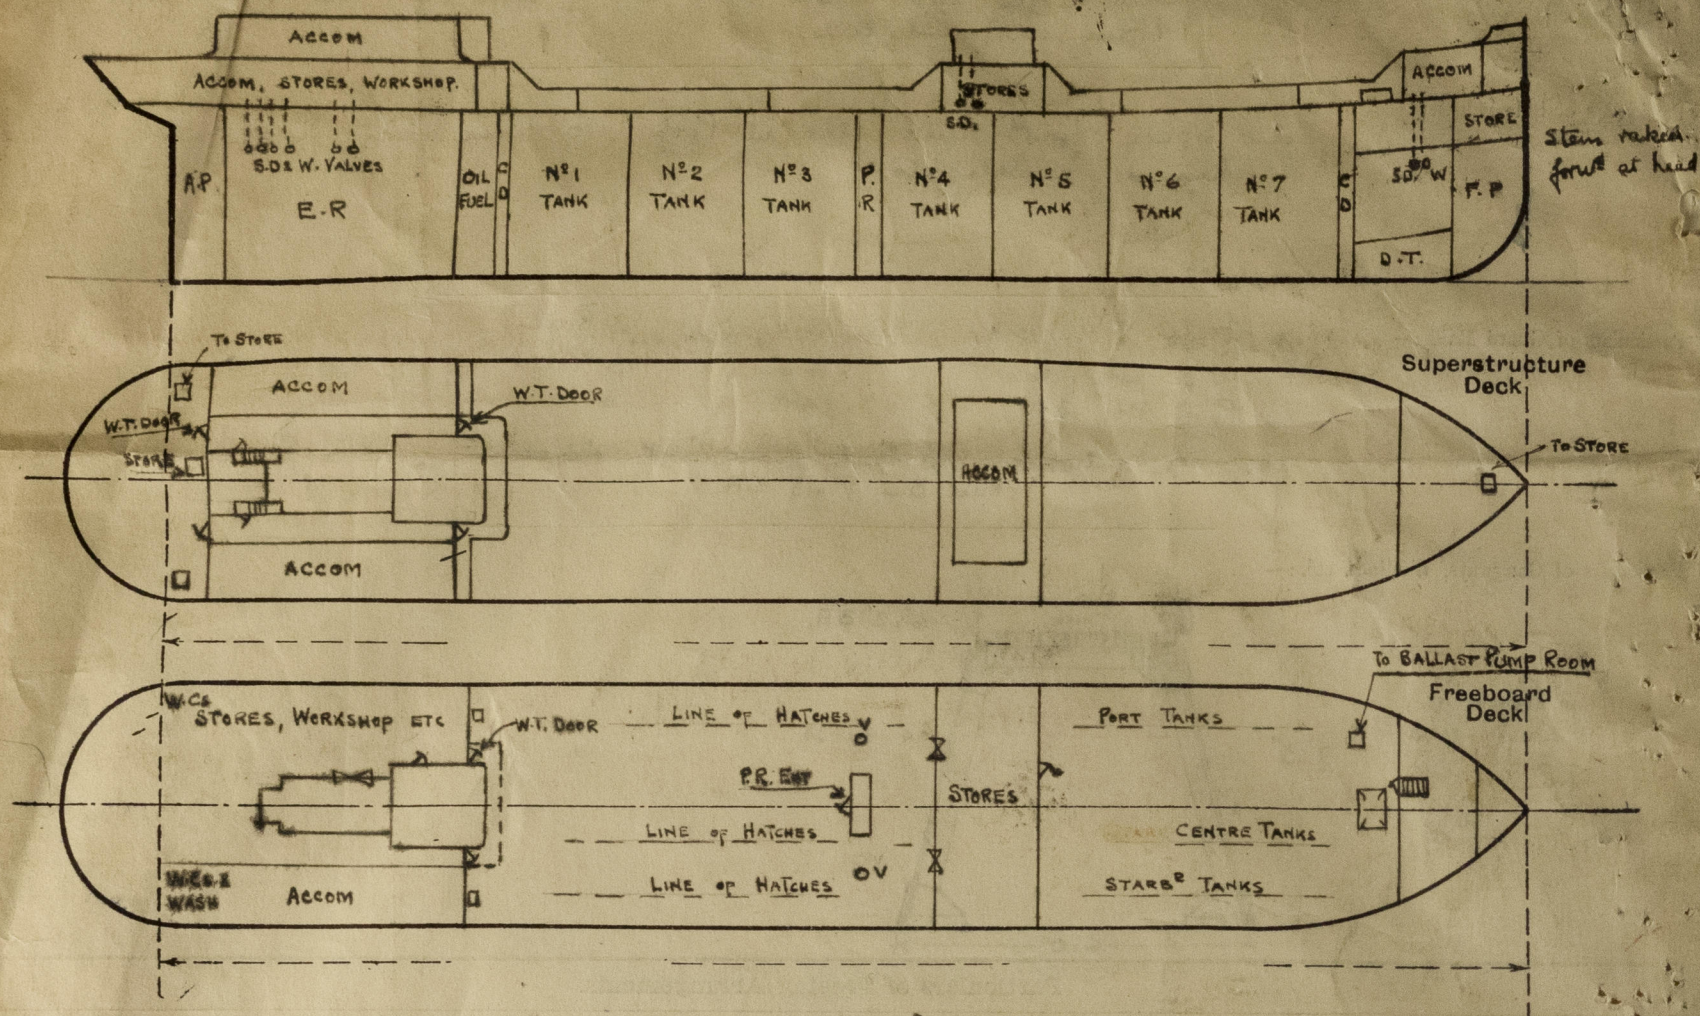 ACCOM
ACCOM, STORES, WORKSHOP.
STORES
S.D.
ACCOM
STORE
Stem raked
forwd at head
S.D & W. VALVES
A.P
E.R
OIL
FUEL
C
D
Nº1
TANK
Nº2
TANK
Nº3
TANK
P.
R
Nº4
TANK
Nº5
TANK
Nº6
TANK
Nº7
TANK
C
D
S.D. W
F.P
D.T.
TO STORE
ACCOM
W.T. DOOR
W.T. DOOR
STORE
ACCOM
ACCOM
Superstructure
Deck
TO STORE
TO BALLAST PUMP ROOM
Freeboard
Deck
W.Cs
STORES, WORKSHOP ETC
W.T. DOOR
LINE OF HATCHES
V
PORT TANKS
P.R. ENT
STORES
LINE OF HATCHES
CENTRE TANKS
W.Cs &
WASH
ACCOM
LINE OF HATCHES
V
STARBD TANKS